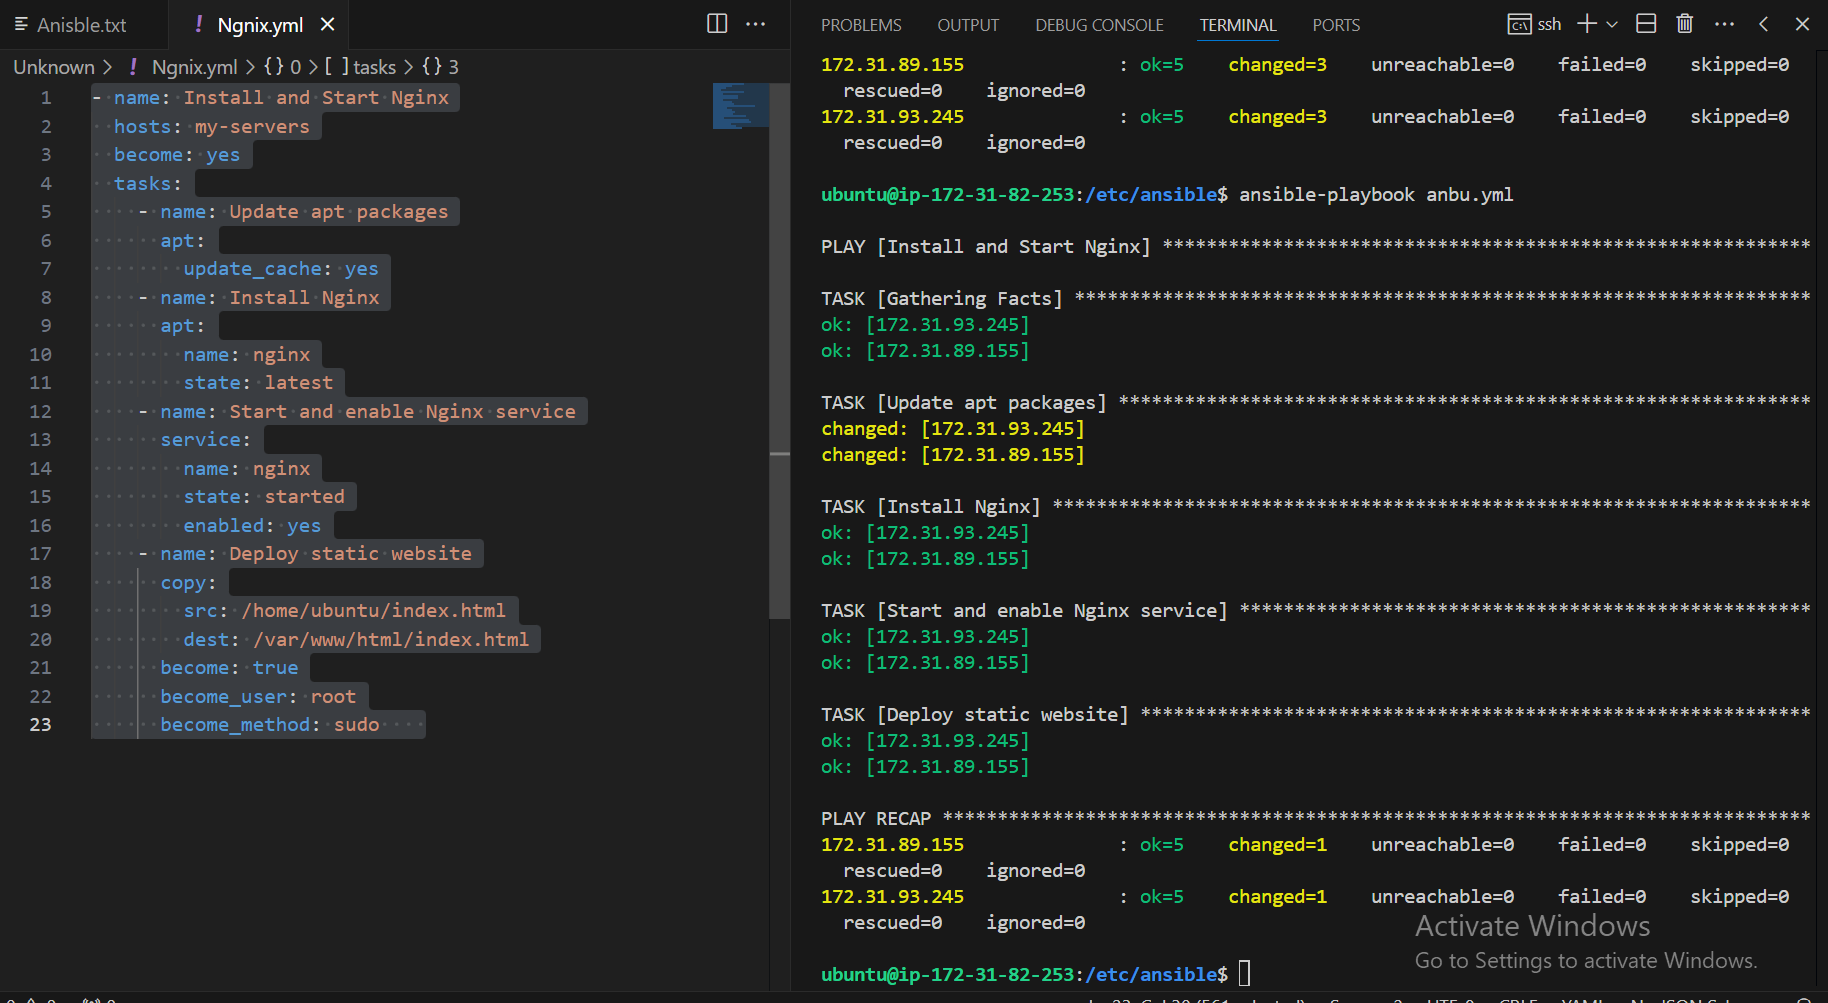 Anisble.txt
! Ngnix.yml
Unknown > ! Ngnix.yml > {} 0 > [ ] tasks > {} 3
1 - name: Install and Start Nginx
2 hosts: my-servers
3 become: yes
4 tasks:
5 - name: Update apt packages
6 apt:
7 update_cache: yes
8 - name: Install Nginx
9 apt:
10 name: nginx
11 state: latest
12 - name: Start and enable Nginx service
13 service:
14 name: nginx
15 state: started
16 enabled: yes
17 - name: Deploy static website
18 copy:
19 src: /home/ubuntu/index.html
20 dest: /var/www/html/index.html
21 become: true
22 become_user: root
23 become_method: sudo
PROBLEMS OUTPUT DEBUG CONSOLE TERMINAL PORTS ssh
172.31.89.155 : ok=5 changed=3 unreachable=0 failed=0 skipped=0
rescued=0 ignored=0
172.31.93.245 : ok=5 changed=3 unreachable=0 failed=0 skipped=0
rescued=0 ignored=0
ubuntu@ip-172-31-82-253:/etc/ansible$ ansible-playbook anbu.yml
PLAY [Install and Start Nginx] ***********************************************************
TASK [Gathering Facts] *******************************************************************
ok: [172.31.93.245]
ok: [172.31.89.155]
TASK [Update apt packages] ***************************************************************
changed: [172.31.93.245]
changed: [172.31.89.155]
TASK [Install Nginx] *********************************************************************
ok: [172.31.93.245]
ok: [172.31.89.155]
TASK [Start and enable Nginx service] ****************************************************
ok: [172.31.93.245]
ok: [172.31.89.155]
TASK [Deploy static website] *************************************************************
ok: [172.31.93.245]
ok: [172.31.89.155]
PLAY RECAP *******************************************************************************
172.31.89.155 : ok=5 changed=1 unreachable=0 failed=0 skipped=0
rescued=0 ignored=0
172.31.93.245 : ok=5 changed=1 unreachable=0 failed=0 skipped=0
rescued=0 ignored=0
Activate Windows
Go to Settings to activate Windows.
ubuntu@ip-172-31-82-253:/etc/ansible$